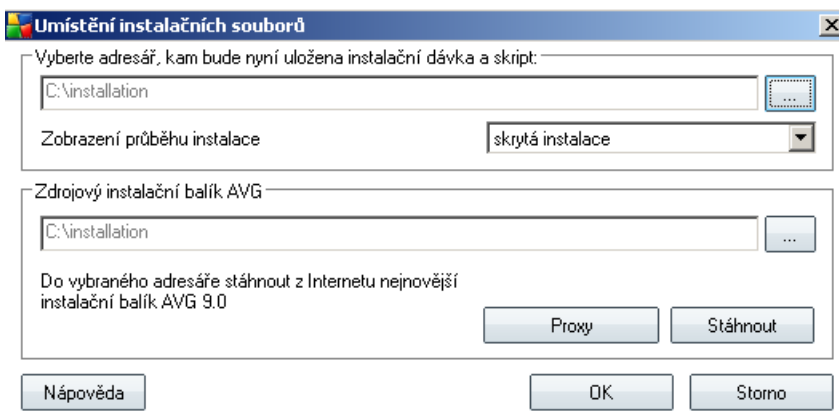 Umístění instalačních souborů
Vyberte adresář, kam bude nyní uložena instalační dávka a skript:
C:\installation
...
Zobrazení průběhu instalace
skrytá instalace
Zdrojový instalační balík AVG
C:\installation
...
Do vybraného adresáře stáhnout z Internetu nejnovější
instalační balík AVG 9.0
Proxy
Stáhnout
Nápověda
OK
Storno